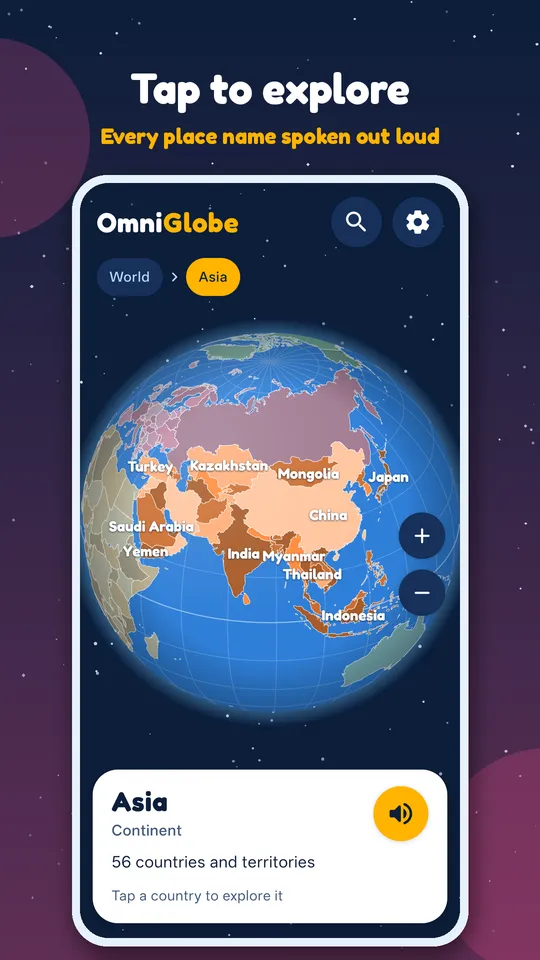 Tap to explore
Every place name spoken out loud
OmniGlobe
World > Asia
Turkey
Kazakhstan
Mongolia
Japan
China
Saudi Arabia
Yemen
India
Myanmar
Thailand
Indonesia
+
−
Asia
Continent
56 countries and territories
Tap a country to explore it